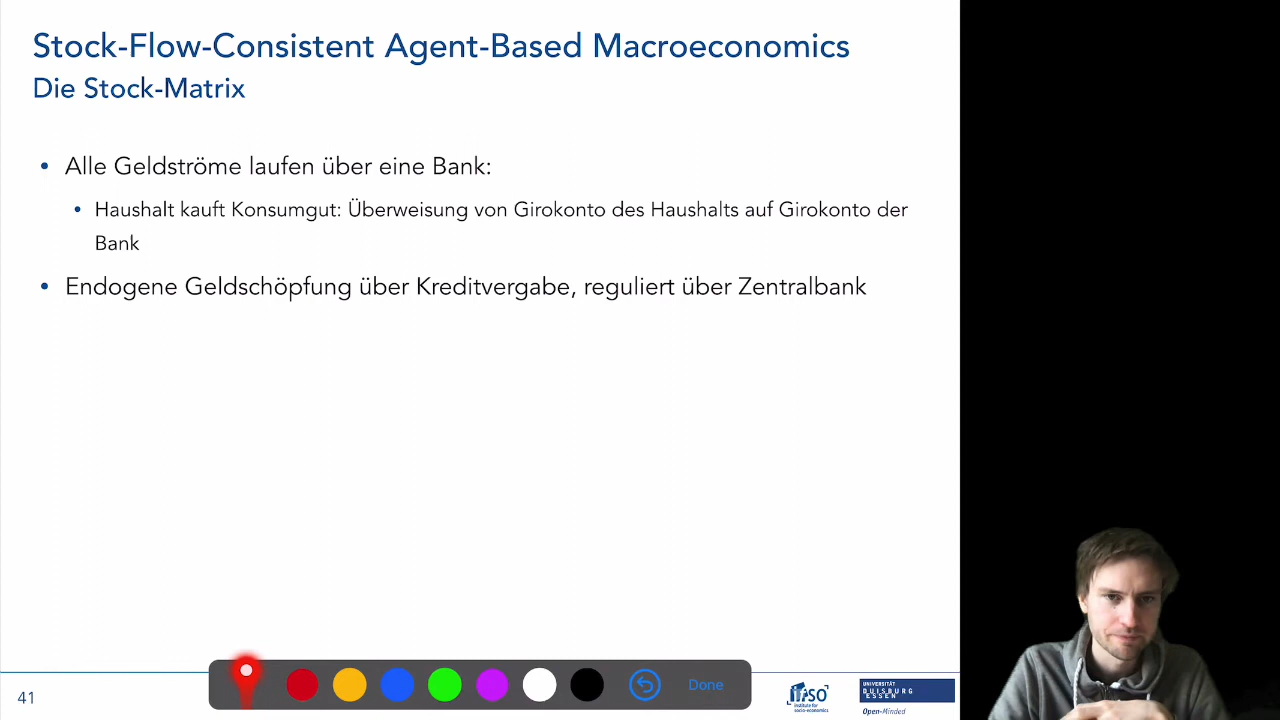 Stock-Flow-Consistent Agent-Based Macroeconomics
Die Stock-Matrix
• Alle Geldströme laufen über eine Bank:
• Haushalt kauft Konsumgut: Überweisung von Girokonto des Haushalts auf Girokonto der
Bank
• Endogene Geldschöpfung über Kreditvergabe, reguliert über Zentralbank
41
Done
ifso
institute for
socio-economics
UNIVERSITÄT
DUISBURG
ESSEN
Open-Minded